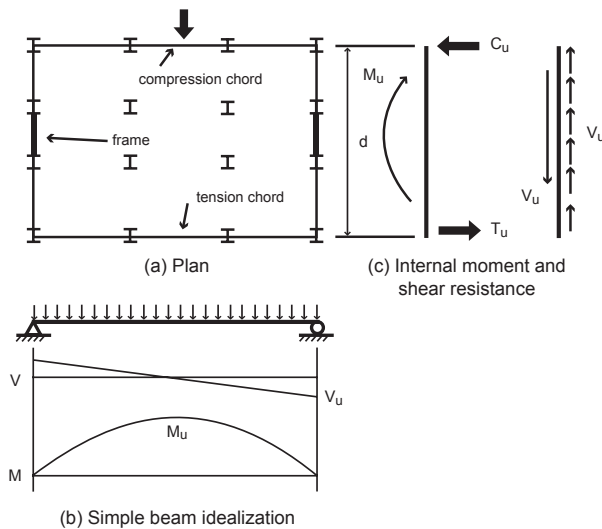 compression chord
frame
tension chord
(a) Plan
Mu
d
Cu
Tu
Vu
Vu
(c) Internal moment and
shear resistance
V
Vu
Mu
M
(b) Simple beam idealization